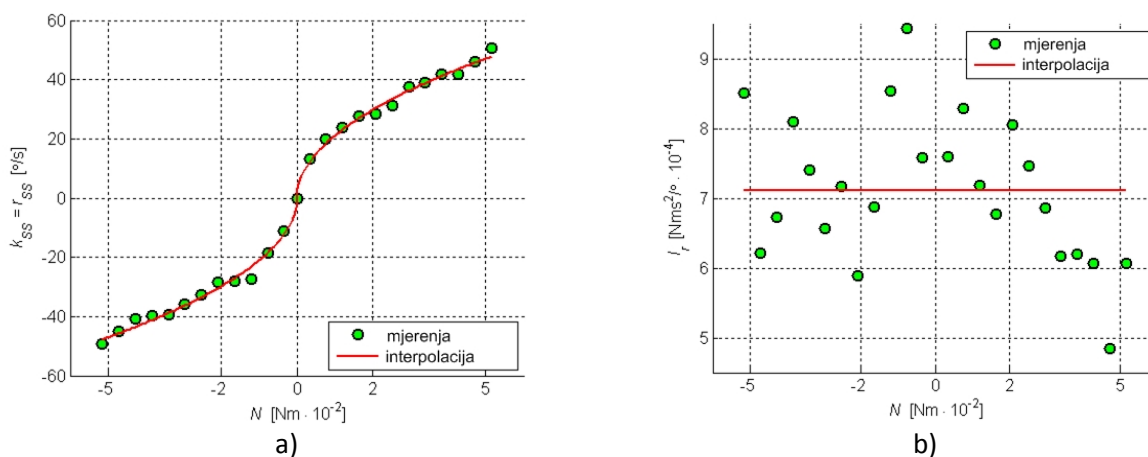 60
40
20
0
-20
-40
-60
k_SS = r_SS [°/s]
mjerenja
interpolacija
-5 -2 0 2 5
N [Nm · 10⁻²]
a)
9
8
7
6
5
I_r [Nms²/° · 10⁻⁴]
mjerenja
interpolacija
-5 -2 0 2 5
N [Nm · 10⁻²]
b)